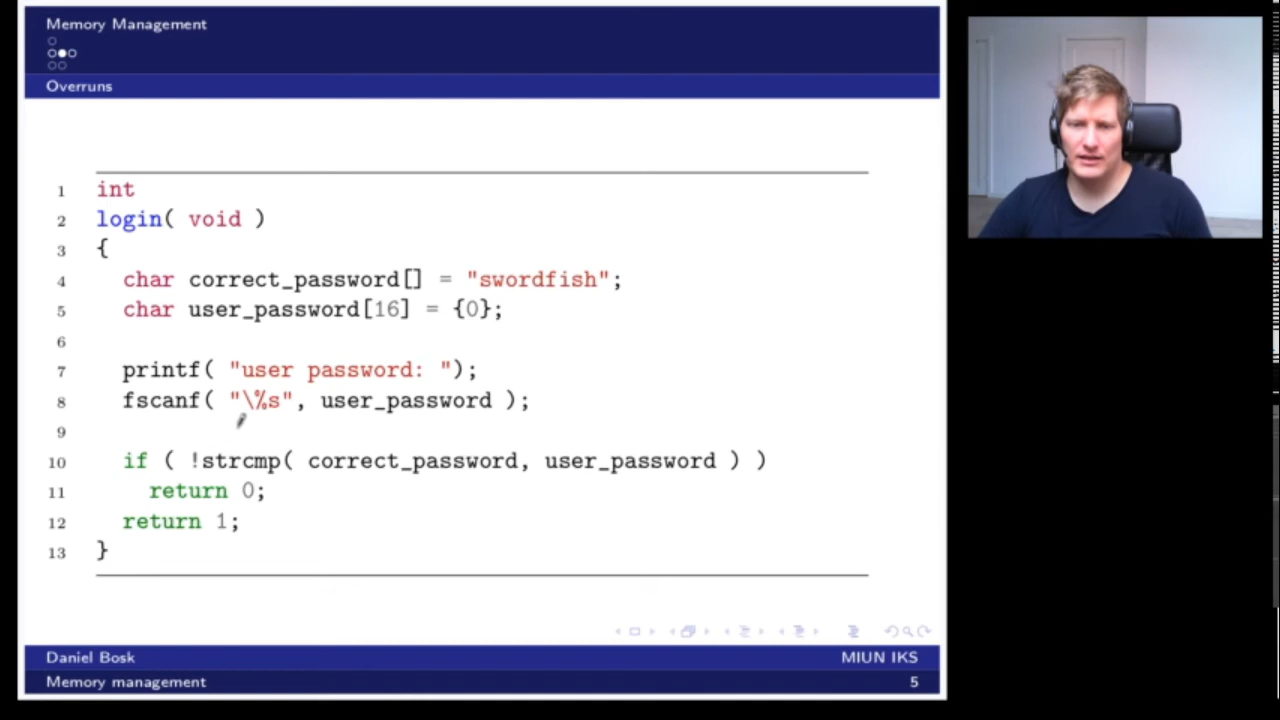 Memory Management
Overruns
1 int
2 login( void )
3 {
4 char correct_password[] = "swordfish";
5 char user_password[16] = {0};
6
7 printf( "user password: ");
8 fscanf( "\%s", user_password );
9
10 if ( !strcmp( correct_password, user_password ) )
11 return 0;
12 return 1;
13 }
Daniel Bosk MIUN IKS
Memory management 5